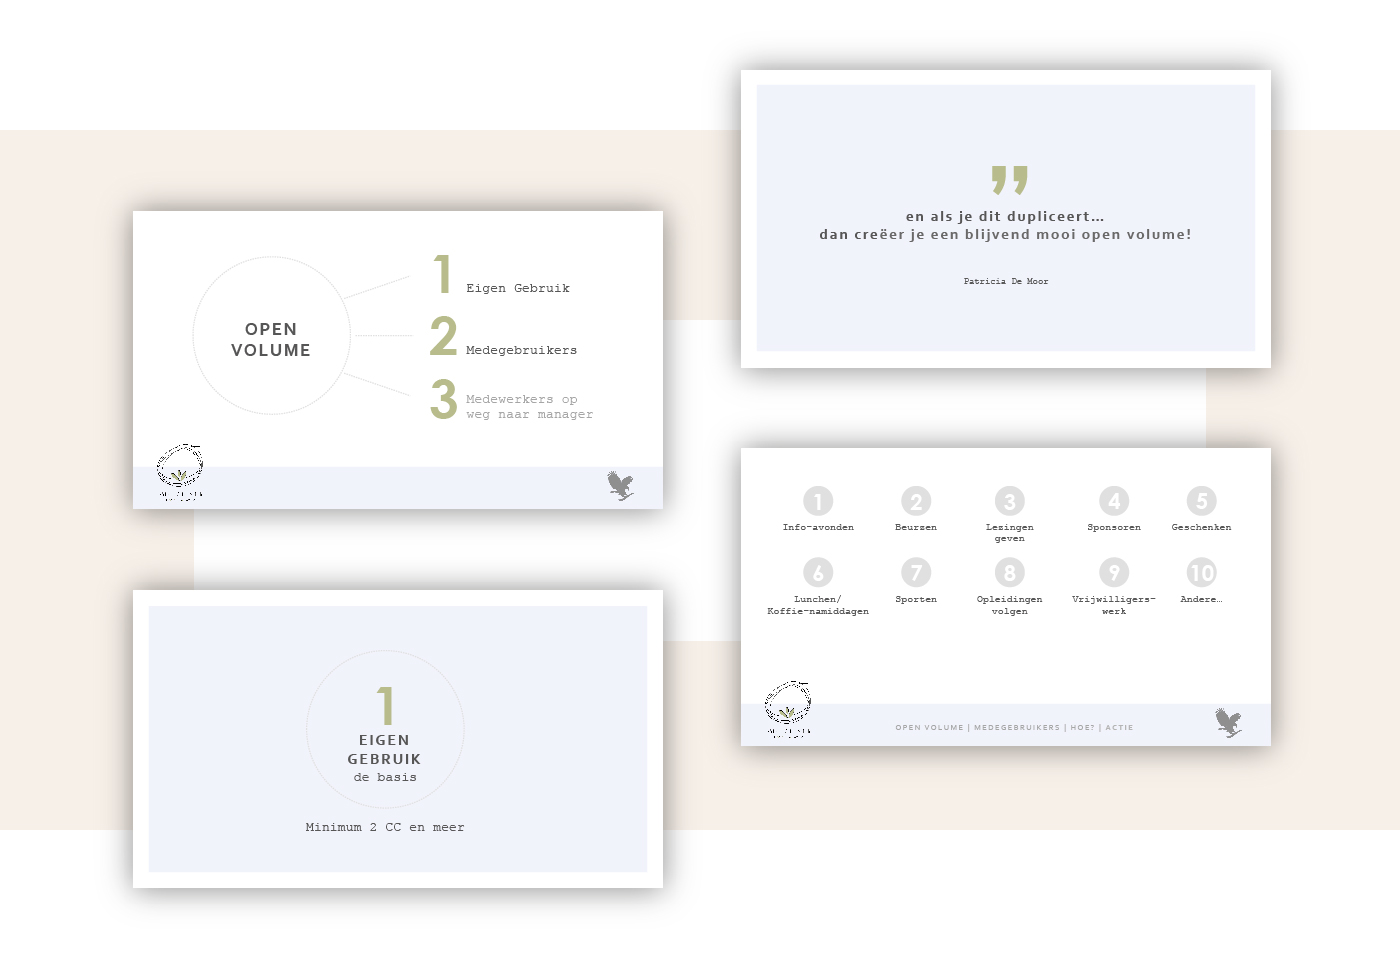 OPEN
VOLUME
1
Eigen Gebruik
2
Medegebruikers
3
Medewerkers op
weg naar manager
”
en als je dit dupliceert...
dan creëer je een blijvend mooi open volume!
Patricia De Moor
1
EIGEN
GEBRUIK
de basis
Minimum 2 CC en meer
1 2 3 4 5
Info-avonden Beurzen Lezingen geven Sponsoren Geschenken
6 7 8 9 10
Lunchen/ Sporten Opleidingen Vrijwilligers- Andere…
Koffie-namiddagen volgen werk
OPEN VOLUME | MEDEGEBRUIKERS | HOE? | ACTIE